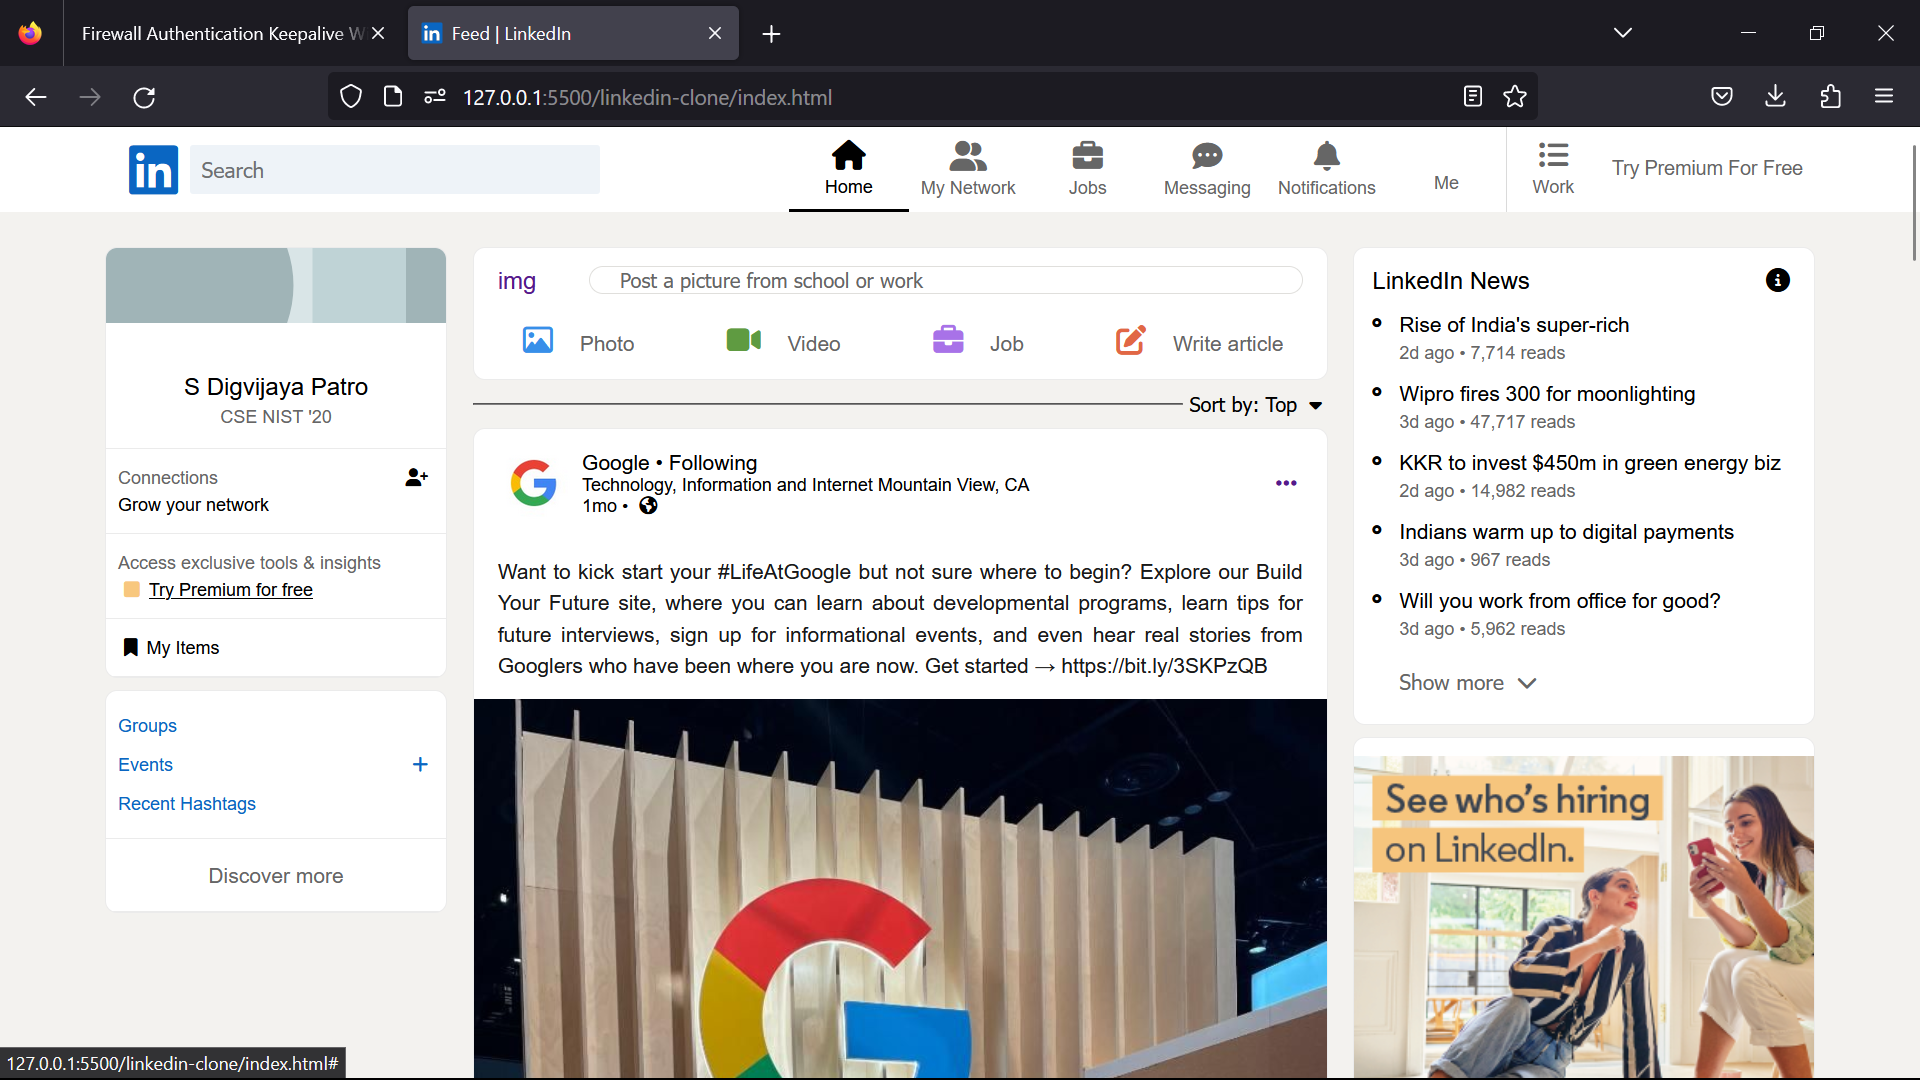 Firewall Authentication Keepalive W
Feed | LinkedIn
127.0.0.1:5500/linkedin-clone/index.html
in
Search
Home
My Network
Jobs
Messaging
Notifications
Me
Work
Try Premium For Free
S Digvijaya Patro
CSE NIST '20
Connections
Grow your network
Access exclusive tools & insights
Try Premium for free
My Items
Groups
Events
Recent Hashtags
Discover more
img
Post a picture from school or work
Photo
Video
Job
Write article
Sort by: Top
Google • Following
Technology, Information and Internet Mountain View, CA
1mo •
Want to kick start your #LifeAtGoogle but not sure where to begin? Explore our Build
Your Future site, where you can learn about developmental programs, learn tips for
future interviews, sign up for informational events, and even hear real stories from
Googlers who have been where you are now. Get started → https://bit.ly/3SKPzQB
LinkedIn News
Rise of India's super-rich
2d ago • 7,714 reads
Wipro fires 300 for moonlighting
3d ago • 47,717 reads
KKR to invest $450m in green energy biz
2d ago • 14,982 reads
Indians warm up to digital payments
3d ago • 967 reads
Will you work from office for good?
3d ago • 5,962 reads
Show more
See who's hiring
on LinkedIn.
127.0.0.1:5500/linkedin-clone/index.html#